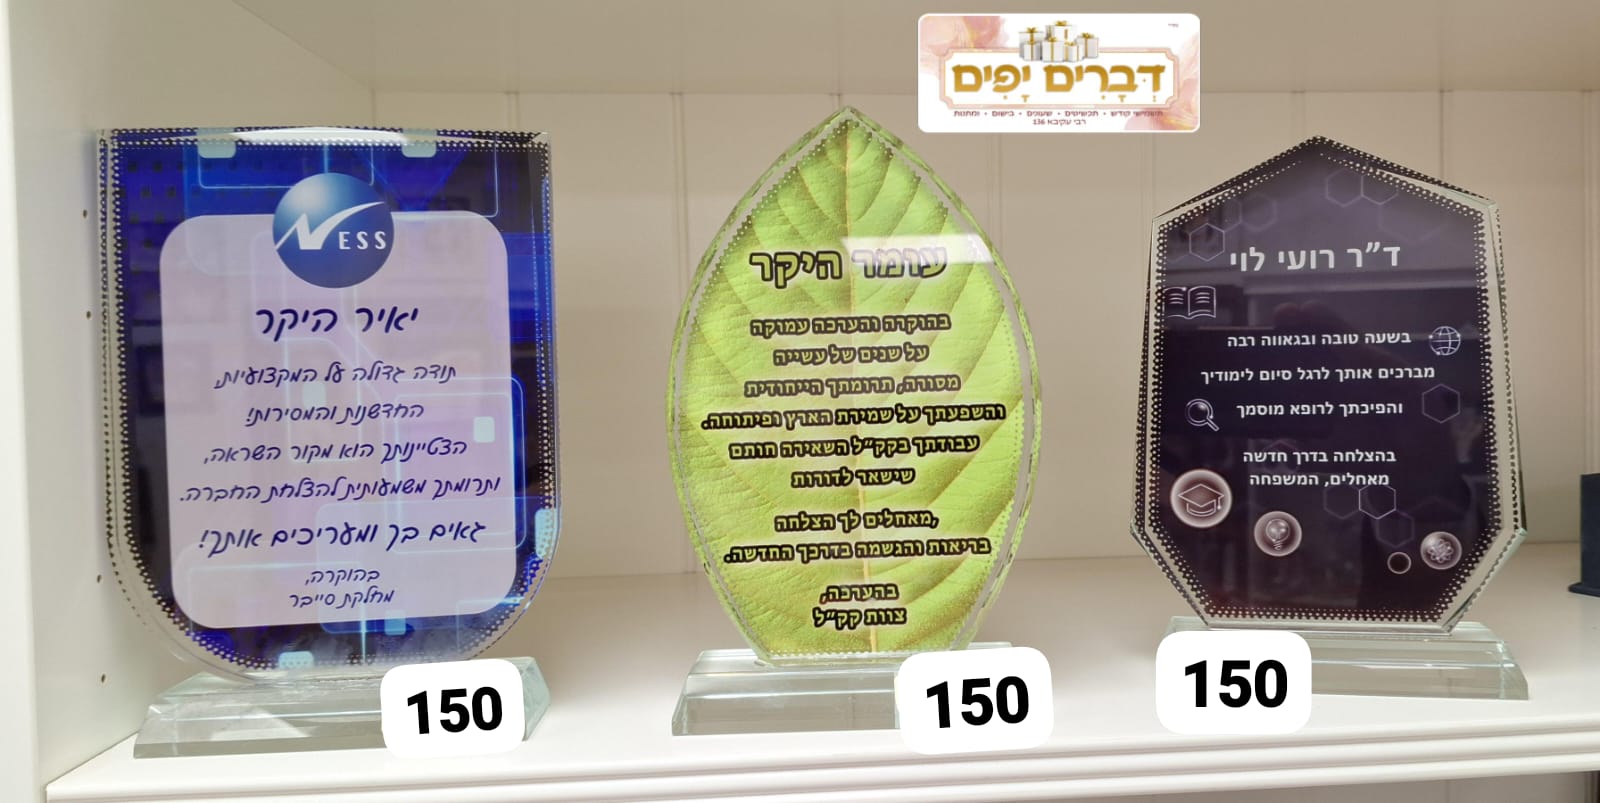 דְּבָרִים יָפִים
תשמישי קודש • תכשיטים • שעונים • בישום • ומתנות
רבי עקיבא 136
NESS
יאיר היקר
תודה גדולה על המקצועיות,
החדשנות והמסירות!
הצטיינותך הוא מקור השראה,
ותרומתך משמעותית להצלחת החברה.
גאים בך ומעריכים אותך!
בהוקרה,
מחלקת סייבר
150
עומר היקר
בהוקרה והערכה עמוקה
על שנים של עשייה
מסורה, תרומתך הייחודית
והשפעתך על שמירת הארץ ופיתוחה.
עבודתך בקק״ל השאירה חותם
שישאר לדורות
,מאחלים לך הצלחה
בריאות והגשמה בדרכך החדשה.
בהערכה,
צוות קק״ל
150
ד״ר רועי לוי
בשעה טובה ובגאווה רבה
מברכים אותך לרגל סיום לימודיך
והפיכתך לרופא מוסמך
בהצלחה בדרך חדשה
מאחלים, המשפחה
150